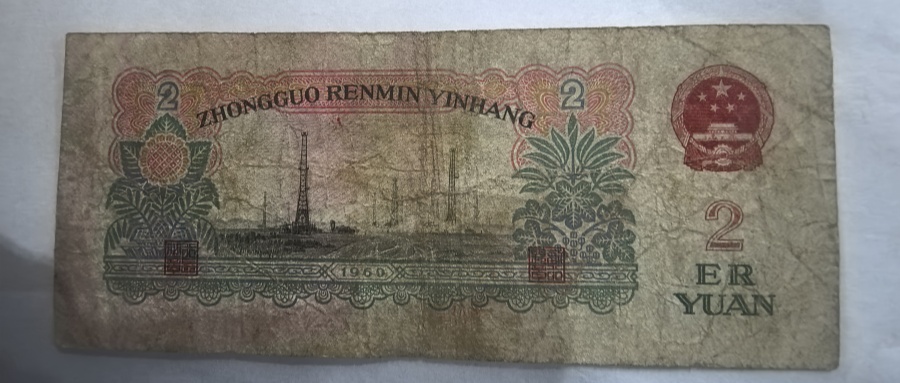 2 2
ZHONGGUO RENMIN YINHANG
1960
2
ER
YUAN